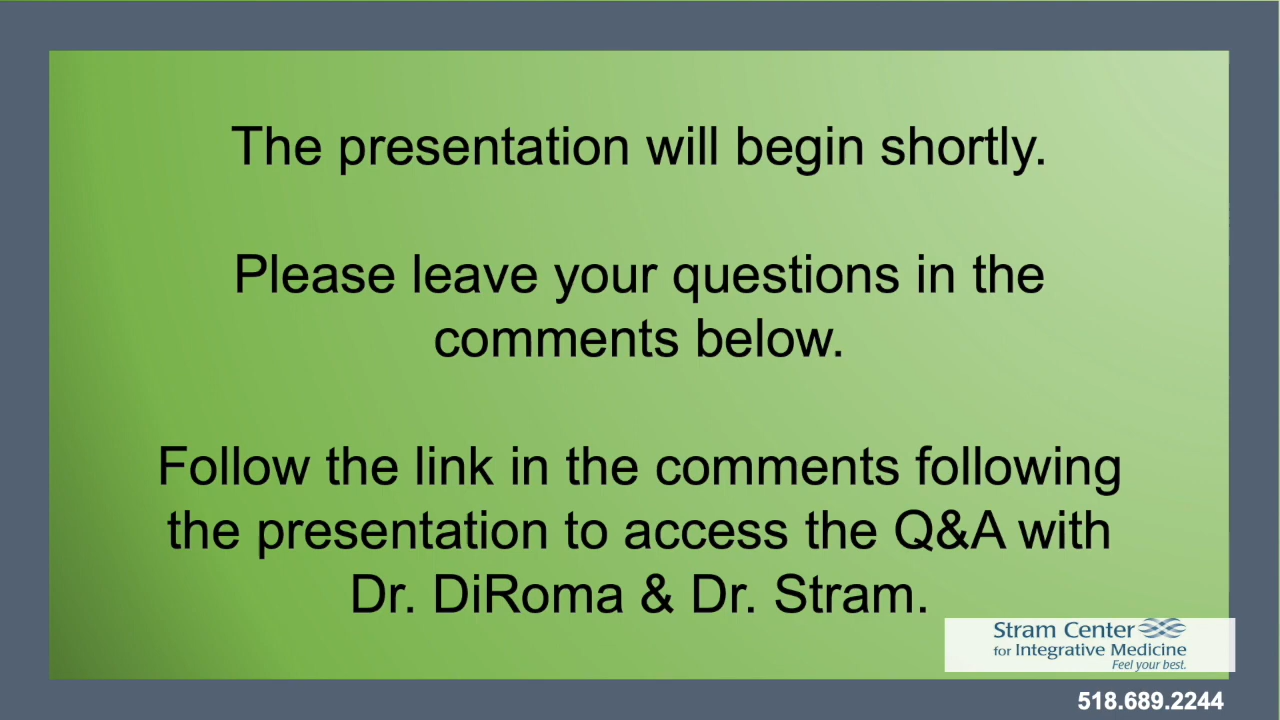 The presentation will begin shortly.
Please leave your questions in the
comments below.
Follow the link in the comments following
the presentation to access the Q&A with
Dr. DiRoma & Dr. Stram.
Stram Center
for Integrative Medicine
Feel your best.
518.689.2244